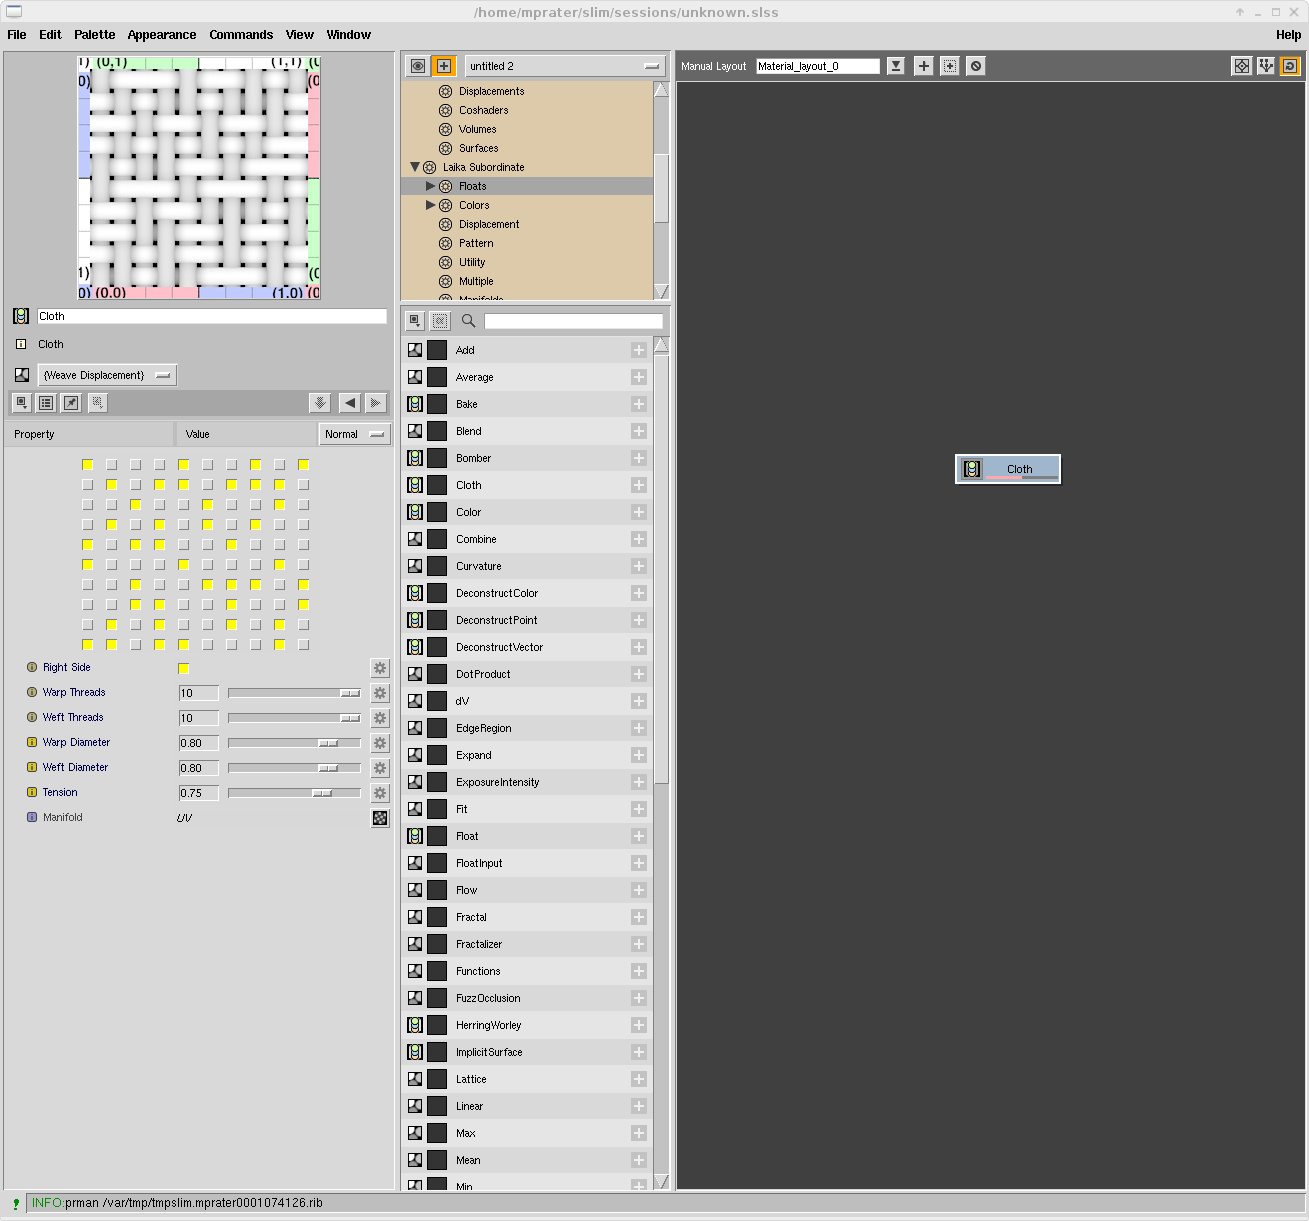 /home/mprater/slim/sessions/unknown.slss
File Edit Palette Appearance Commands View Window Help
(0,1) (1,1)
(0,0) (1,0)
Cloth
Cloth
{Weave Displacement}
Property Value Normal
Right Side
Warp Threads 10
Weft Threads 10
Warp Diameter 0.80
Weft Diameter 0.80
Tension 0.75
Manifold UV
untitled 2
Displacements
Coshaders
Volumes
Surfaces
Laika Subordinate
Floats
Colors
Displacement
Pattern
Utility
Multiple
Manifolds
Add
Average
Bake
Blend
Bomber
Cloth
Color
Combine
Curvature
DeconstructColor
DeconstructPoint
DeconstructVector
DotProduct
dV
EdgeRegion
Expand
ExposureIntensity
Fit
Float
FloatInput
Flow
Fractal
Fractalizer
Functions
FuzzOcclusion
HerringWorley
ImplicitSurface
Lattice
Linear
Max
Mean
Min
Manual Layout Material_layout_0
Cloth
INFO:prman /var/tmp/tmpslim.mprater0001074126.rib